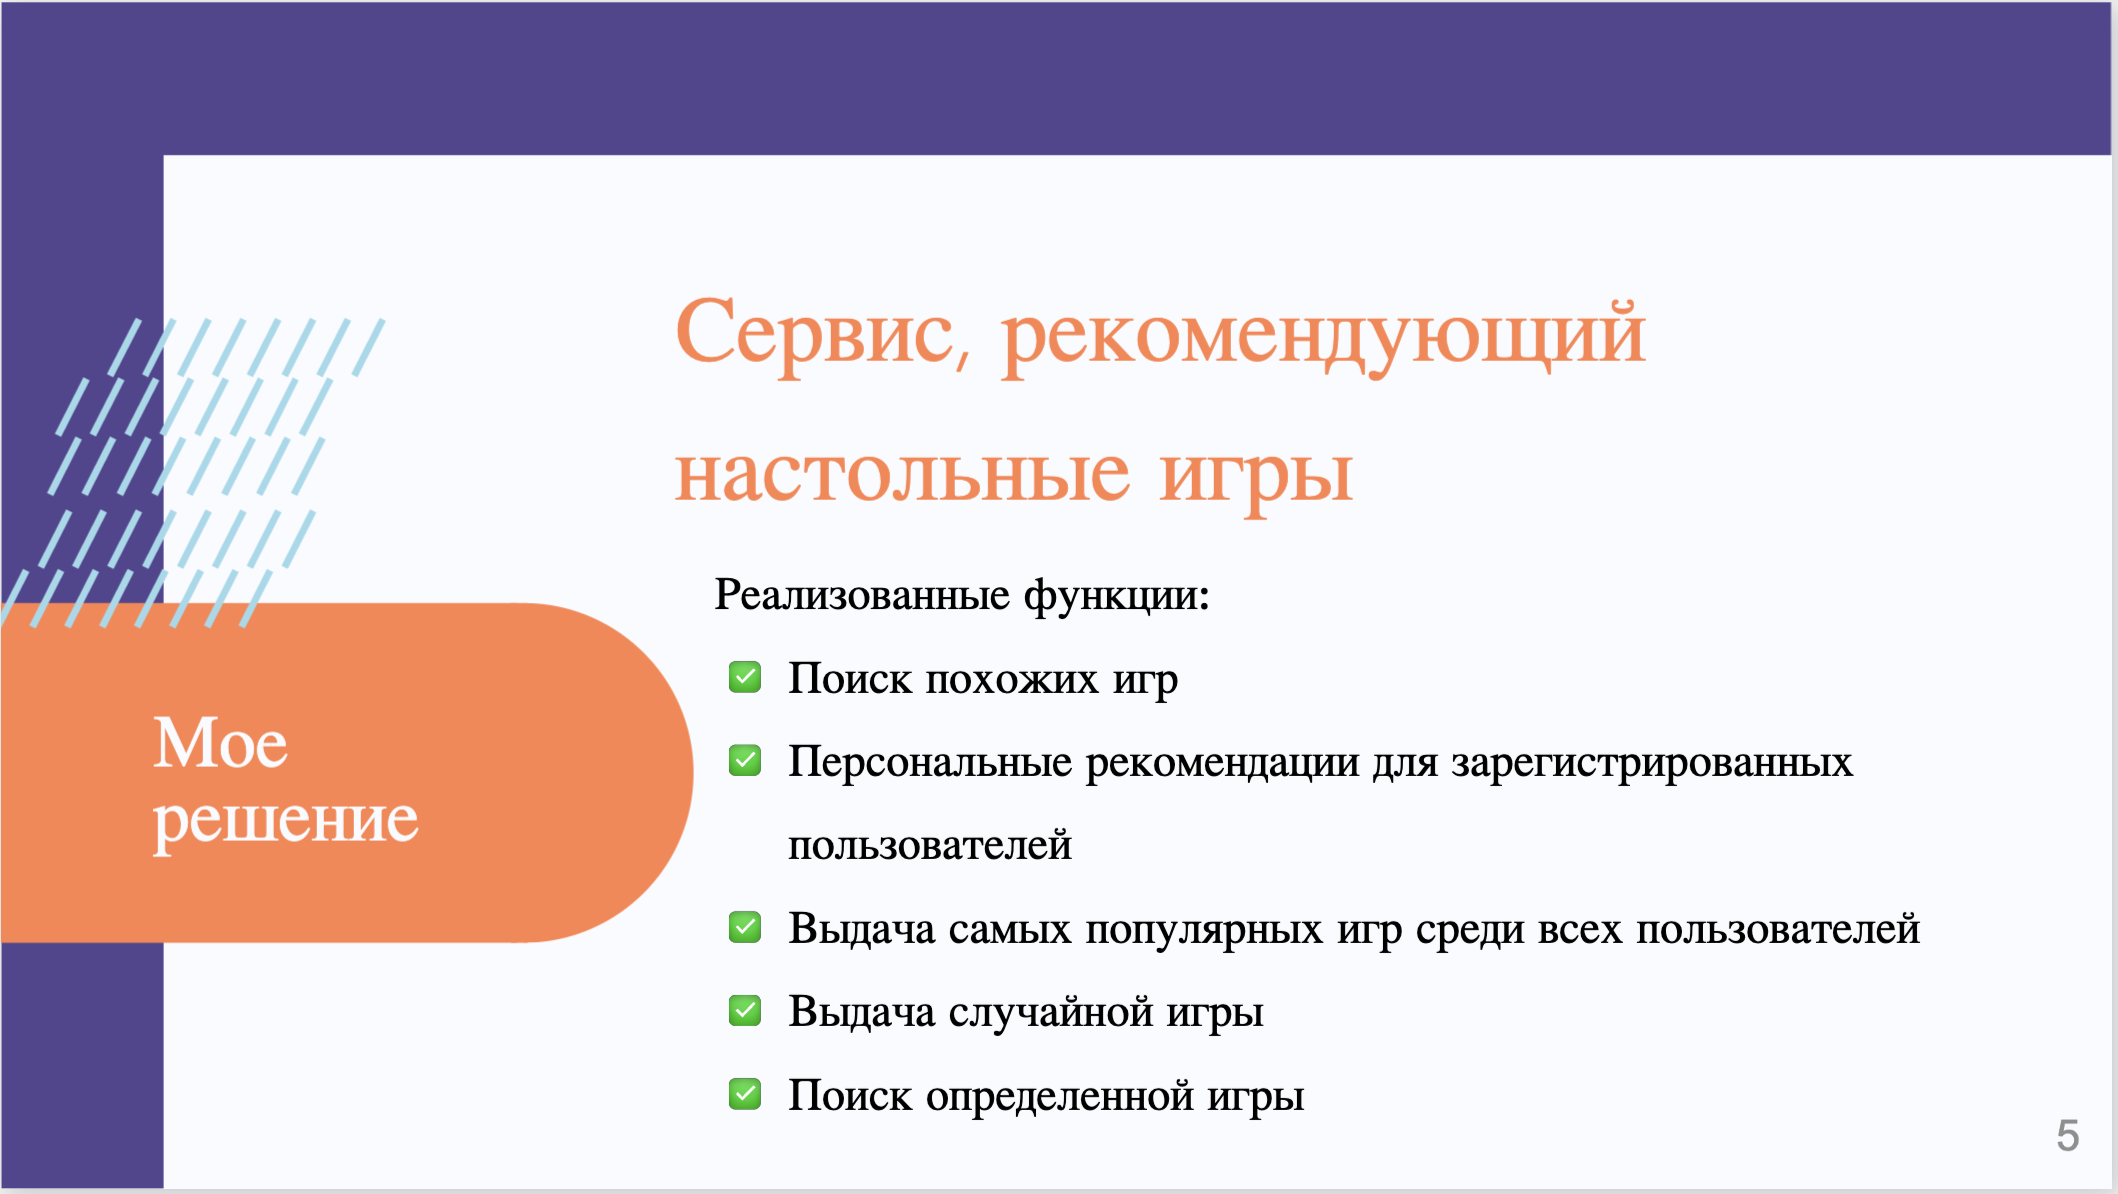 Сервис, рекомендующий
настольные игры
Мое
решение
Реализованные функции:
Поиск похожих игр
Персональные рекомендации для зарегистрированных
пользователей
Выдача самых популярных игр среди всех пользователей
Выдача случайной игры
Поиск определенной игры
5